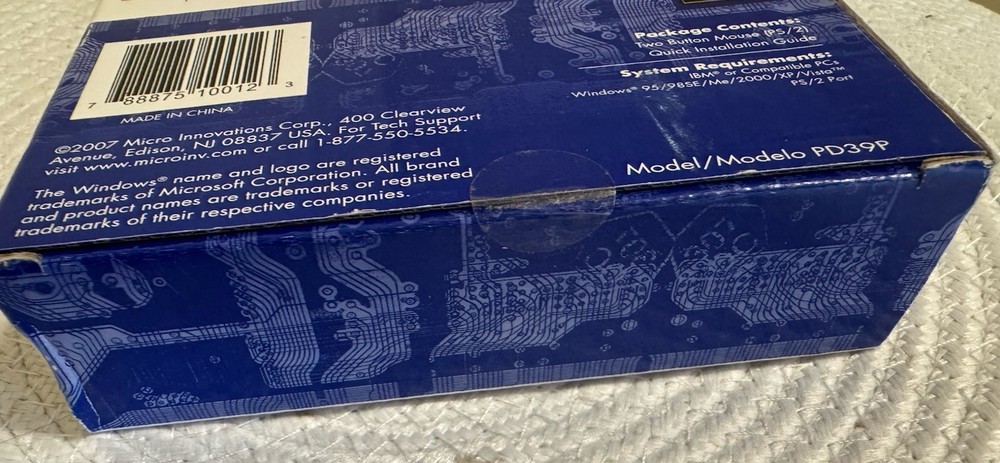 7 88875 10012 3
MADE IN CHINA
©2007 Micro Innovations Corp., 400 Clearview
Avenue, Edison, NJ 08837 USA. For Tech Support
visit www.microinv.com or call 1-877-550-5534.
The Windows® name and logo are registered
trademarks of Microsoft Corporation. All brand
and product names are trademarks or registered
trademarks of their respective companies.
Package Contents:
Two Button Mouse (PS/2)
Quick Installation Guide
System Requirements:
IBM® or Compatible PCs
Windows® 95/98SE/Me/2000/XP/Vista™
PS/2 Port
Model/Modelo PD39P